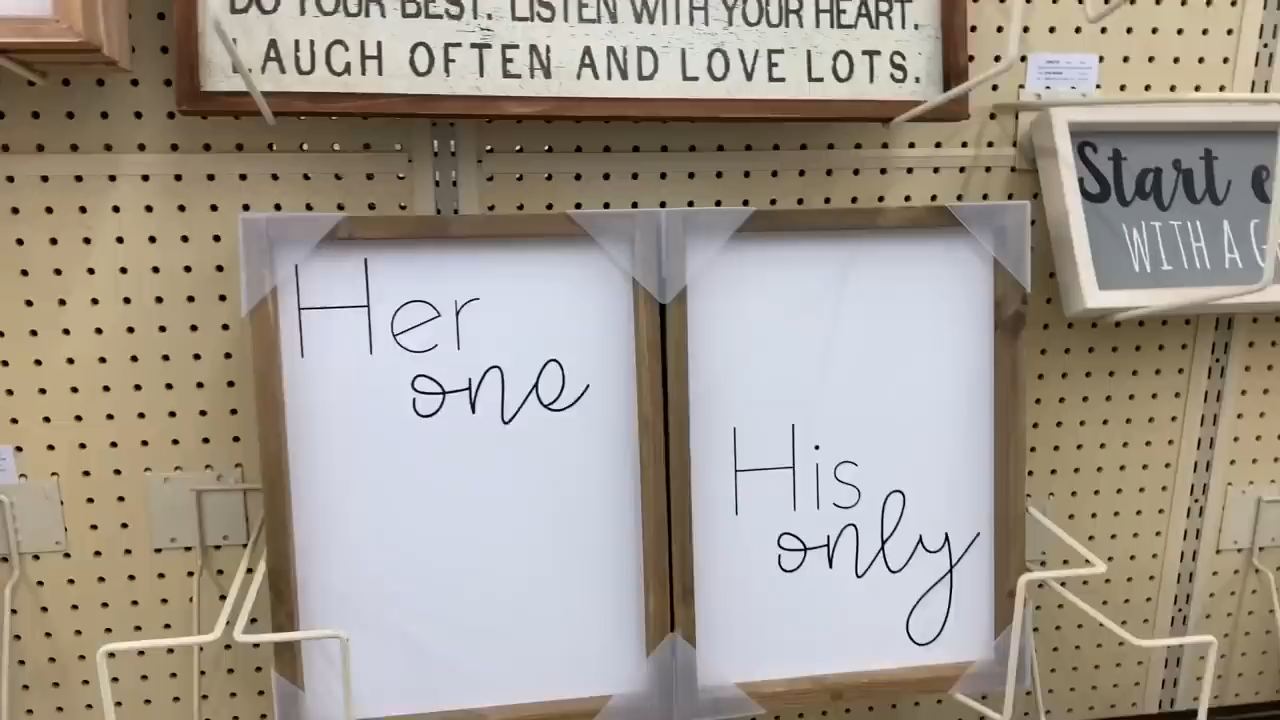 DO YOUR BEST. LISTEN WITH YOUR HEART.
LAUGH OFTEN AND LOVE LOTS.
Start
WITH A
Her
one
His
only